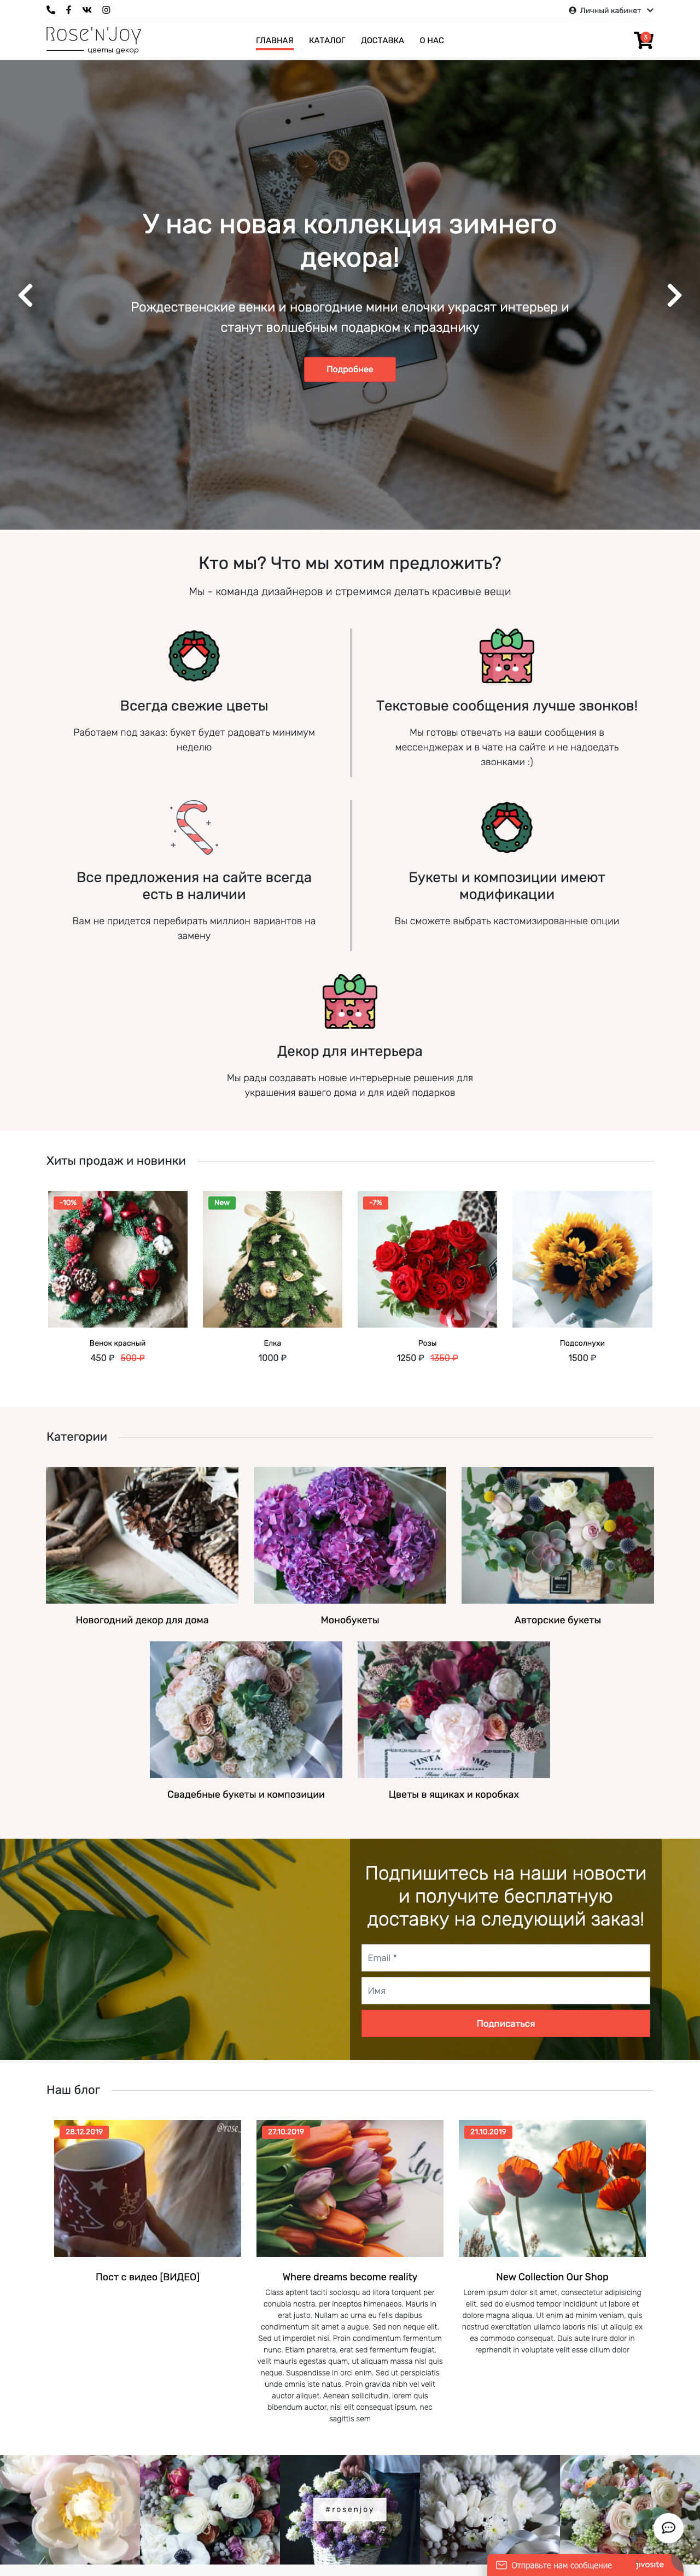 Личный кабинет
Rose'n'Joy
цветы декор
ГЛАВНАЯ КАТАЛОГ ДОСТАВКА О НАС
У нас новая коллекция зимнего
декора!
Рождественские венки и новогодние мини елочки украсят интерьер и
станут волшебным подарком к празднику
Подробнее
Кто мы? Что мы хотим предложить?
Мы - команда дизайнеров и стремимся делать красивые вещи
Всегда свежие цветы
Работаем под заказ: букет будет радовать минимум
неделю
Текстовые сообщения лучше звонков!
Мы готовы отвечать на ваши сообщения в
мессенджерах и в чате на сайте и не надоедать
звонками :)
Все предложения на сайте всегда
есть в наличии
Вам не придется перебирать миллион вариантов на
замену
Букеты и композиции имеют
модификации
Вы сможете выбрать кастомизированные опции
Декор для интерьера
Мы рады создавать новые интерьерные решения для
украшения вашего дома и для идей подарков
Хиты продаж и новинки
-10%
New
-7%
Венок красный
450 ₽ 500 ₽
Елка
1000 ₽
Розы
1250 ₽ 1350 ₽
Подсолнухи
1500 ₽
Категории
Новогодний декор для дома
Монобукеты
Авторские букеты
VINTA
ME
Свадебные букеты и композиции
Цветы в ящиках и коробках
Подпишитесь на наши новости
и получите бесплатную
доставку на следующий заказ!
Email *
Имя
Подписаться
Наш блог
28.12.2019
@rose_
27.10.2019
Love
21.10.2019
Пост с видео [ВИДЕО]
Where dreams become reality
Class aptent taciti sociosqu ad litora torquent per
conubia nostra, per inceptos himenaeos. Mauris in
erat justo. Nullam ac urna eu felis dapibus
condimentum sit amet a augue. Sed non neque elit.
Sed ut imperdiet nisi. Proin condimentum fermentum
nunc. Etiam pharetra, erat sed fermentum feugiat,
velit mauris egestas quam, ut aliquam massa nisl quis
neque. Suspendisse in orci enim. Sed ut perspiciatis
unde omnis iste natus. Proin gravida nibh vel velit
auctor aliquet. Aenean sollicitudin, lorem quis
bibendum auctor, nisi elit consequat ipsum, nec
sagittis sem
New Collection Our Shop
Lorem ipsum dolor sit amet, consectetur adipisicing
elit, sed do eiusmod tempor incididunt ut labore et
dolore magna aliqua. Ut enim ad minim veniam, quis
nostrud exercitation ullamco laboris nisi ut aliquip ex
ea commodo consequat. Duis aute irure dolor in
reprhendit in voluptate velit esse cillum dolor
#rosenjoy
Отправьте нам сообщение
jivosite